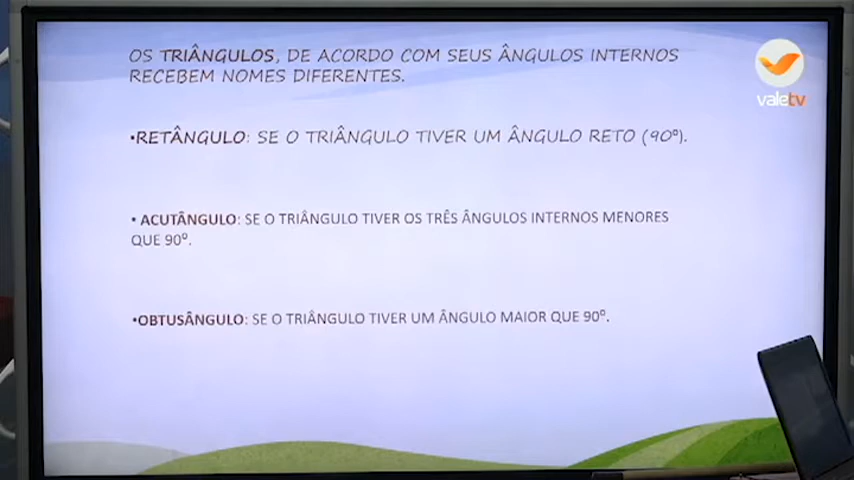 OS TRIÂNGULOS, DE ACORDO COM SEUS ÂNGULOS INTERNOS
RECEBEM NOMES DIFERENTES.
valetv
•RETÂNGULO: SE O TRIÂNGULO TIVER UM ÂNGULO RETO (90º).
• ACUTÂNGULO: SE O TRIÂNGULO TIVER OS TRÊS ÂNGULOS INTERNOS MENORES
QUE 90º.
•OBTUSÂNGULO: SE O TRIÂNGULO TIVER UM ÂNGULO MAIOR QUE 90º.